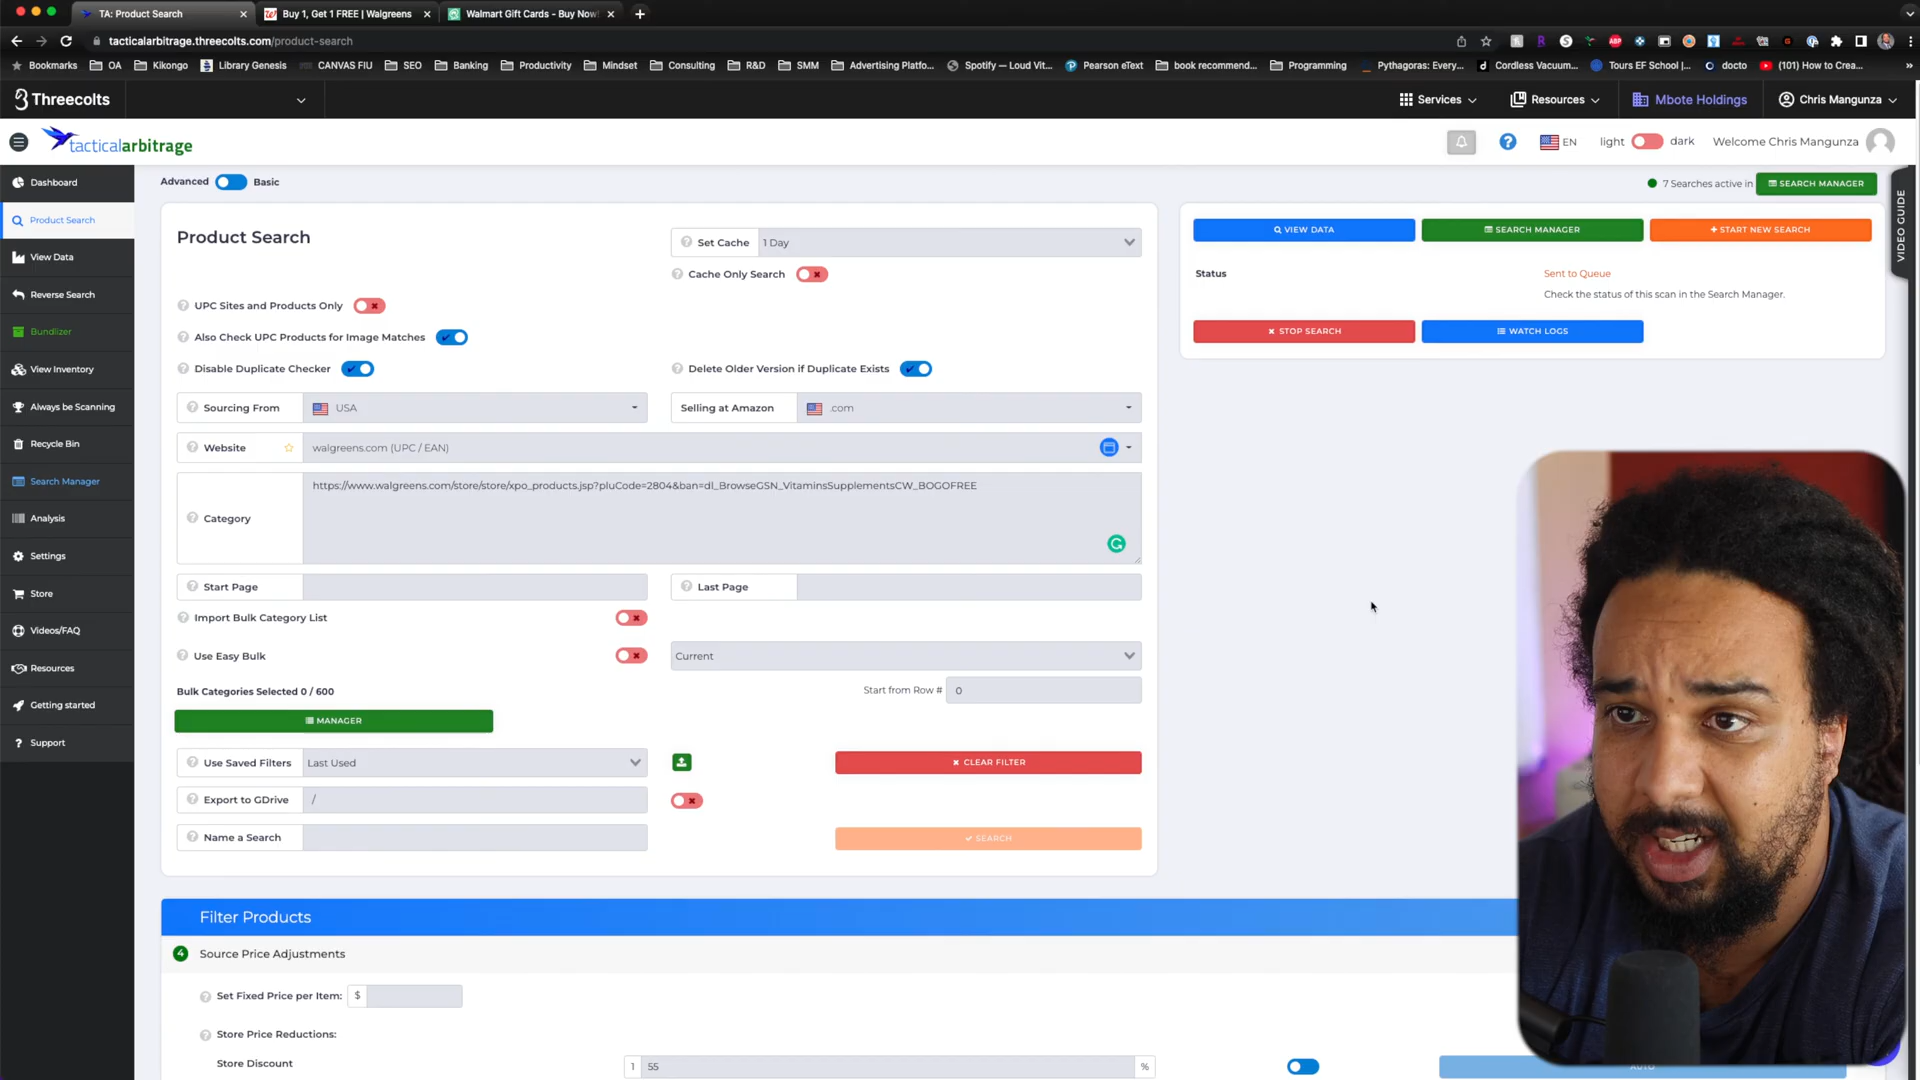 TA: Product Search
Buy 1, Get 1 FREE | Walgreens
Walmart Gift Cards - Buy Now!
tacticalarbitrage.threecolts.com/product-search
Bookmarks
OA
Kikongo
Library Genesis
CANVAS FIU
SEO
Banking
Productivity
Mindset
Consulting
R&D
SMM
Advertising Platfo...
Spotify — Loud Vit...
Pearson eText
book recommend...
Programming
Pythagoras: Every...
Cordless Vacuum...
Tours EF School |...
docto
(101) How to Crea...
Threecolts
Services
Resources
Mbote Holdings
Chris Mangunza
tacticalarbitrage
EN
light
dark
Welcome Chris Mangunza
Dashboard
Product Search
View Data
Reverse Search
Bundlizer
View Inventory
Always be Scanning
Recycle Bin
Search Manager
Analysis
Settings
Store
Videos/FAQ
Resources
Getting started
Support
Advanced
Basic
7 Searches active in
SEARCH MANAGER
VIDEO GUIDE
Product Search
Set Cache
1 Day
Cache Only Search
UPC Sites and Products Only
Also Check UPC Products for Image Matches
Disable Duplicate Checker
Delete Older Version if Duplicate Exists
Sourcing From
USA
Selling at Amazon
.com
Website
walgreens.com (UPC / EAN)
Category
https://www.walgreens.com/store/store/xpo_products.jsp?pluCode=2804&ban=dl_BrowseGSN_VitaminsSupplementsCW_BOGOFREE
Start Page
Last Page
Import Bulk Category List
Use Easy Bulk
Current
Bulk Categories Selected 0 / 600
Start from Row #
0
MANAGER
Use Saved Filters
Last Used
CLEAR FILTER
Export to GDrive
/
Name a Search
SEARCH
VIEW DATA
SEARCH MANAGER
START NEW SEARCH
Status
Sent to Queue
Check the status of this scan in the Search Manager.
STOP SEARCH
WATCH LOGS
Filter Products
4
Source Price Adjustments
Set Fixed Price per Item:
$
Store Price Reductions:
Store Discount
1
55
%
AUTO